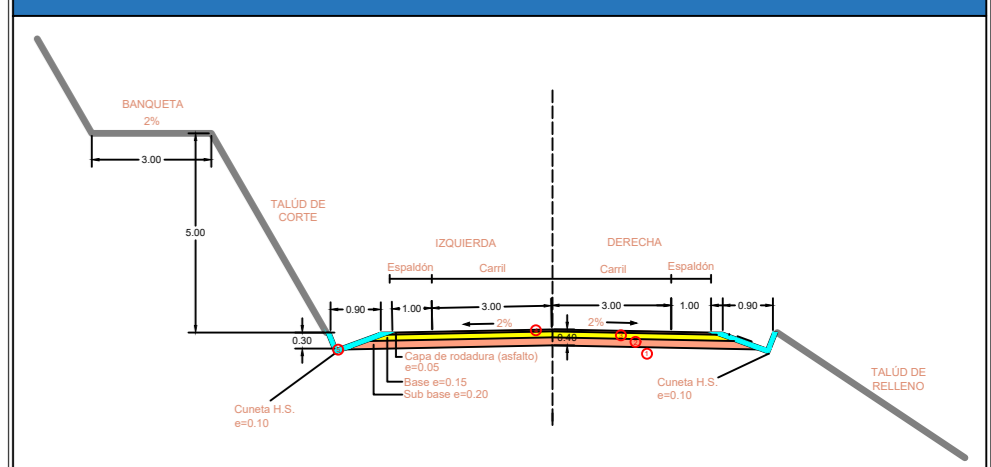 BANQUETA
2%
3.00
TALÚD DE
CORTE
5.00
IZQUIERDA
DERECHA
Espaldón
Carril
Carril
Espaldón
0.90
1.00
3.00
3.00
1.00
0.90
2%
2%
0.30
0.40
1
Capa de rodadura (asfalto)
e=0.05
Base e=0.15
Sub base e=0.20
Cuneta H.S.
e=0.10
Cuneta H.S.
e=0.10
TALÚD DE
RELLENO